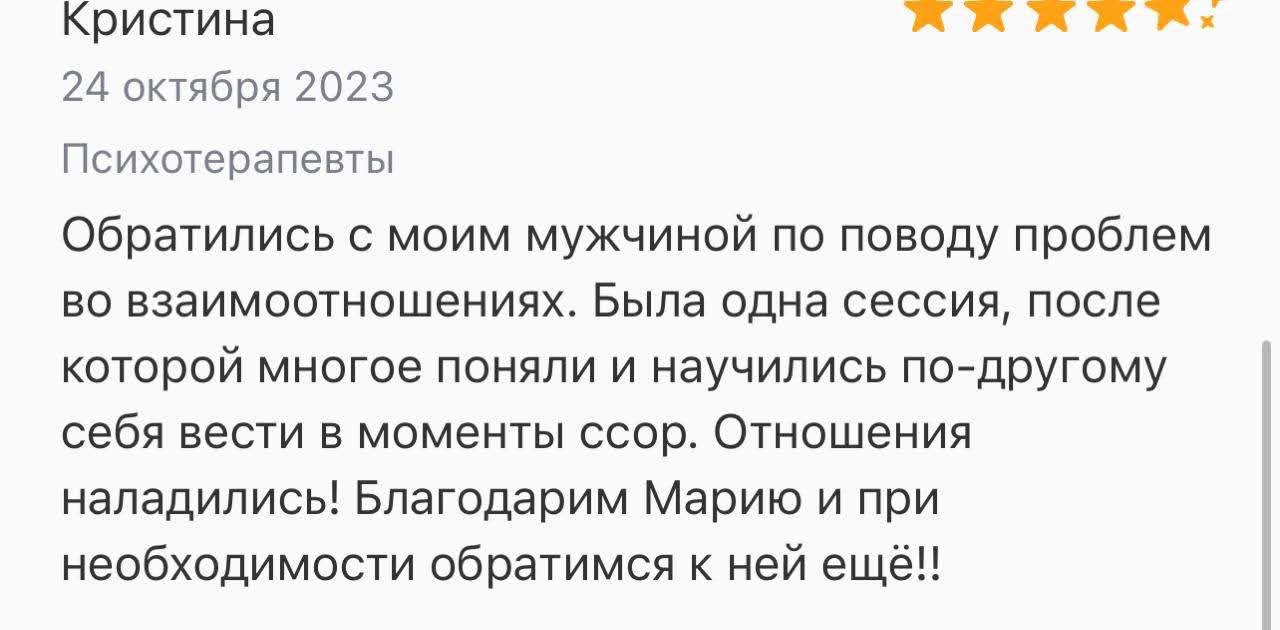 Кристина
24 октября 2023
Психотерапевты
Обратились с моим мужчиной по поводу проблем
во взаимоотношениях. Была одна сессия, после
которой многое поняли и научились по-другому
себя вести в моменты ссор. Отношения
наладились! Благодарим Марию и при
необходимости обратимся к ней ещё!!